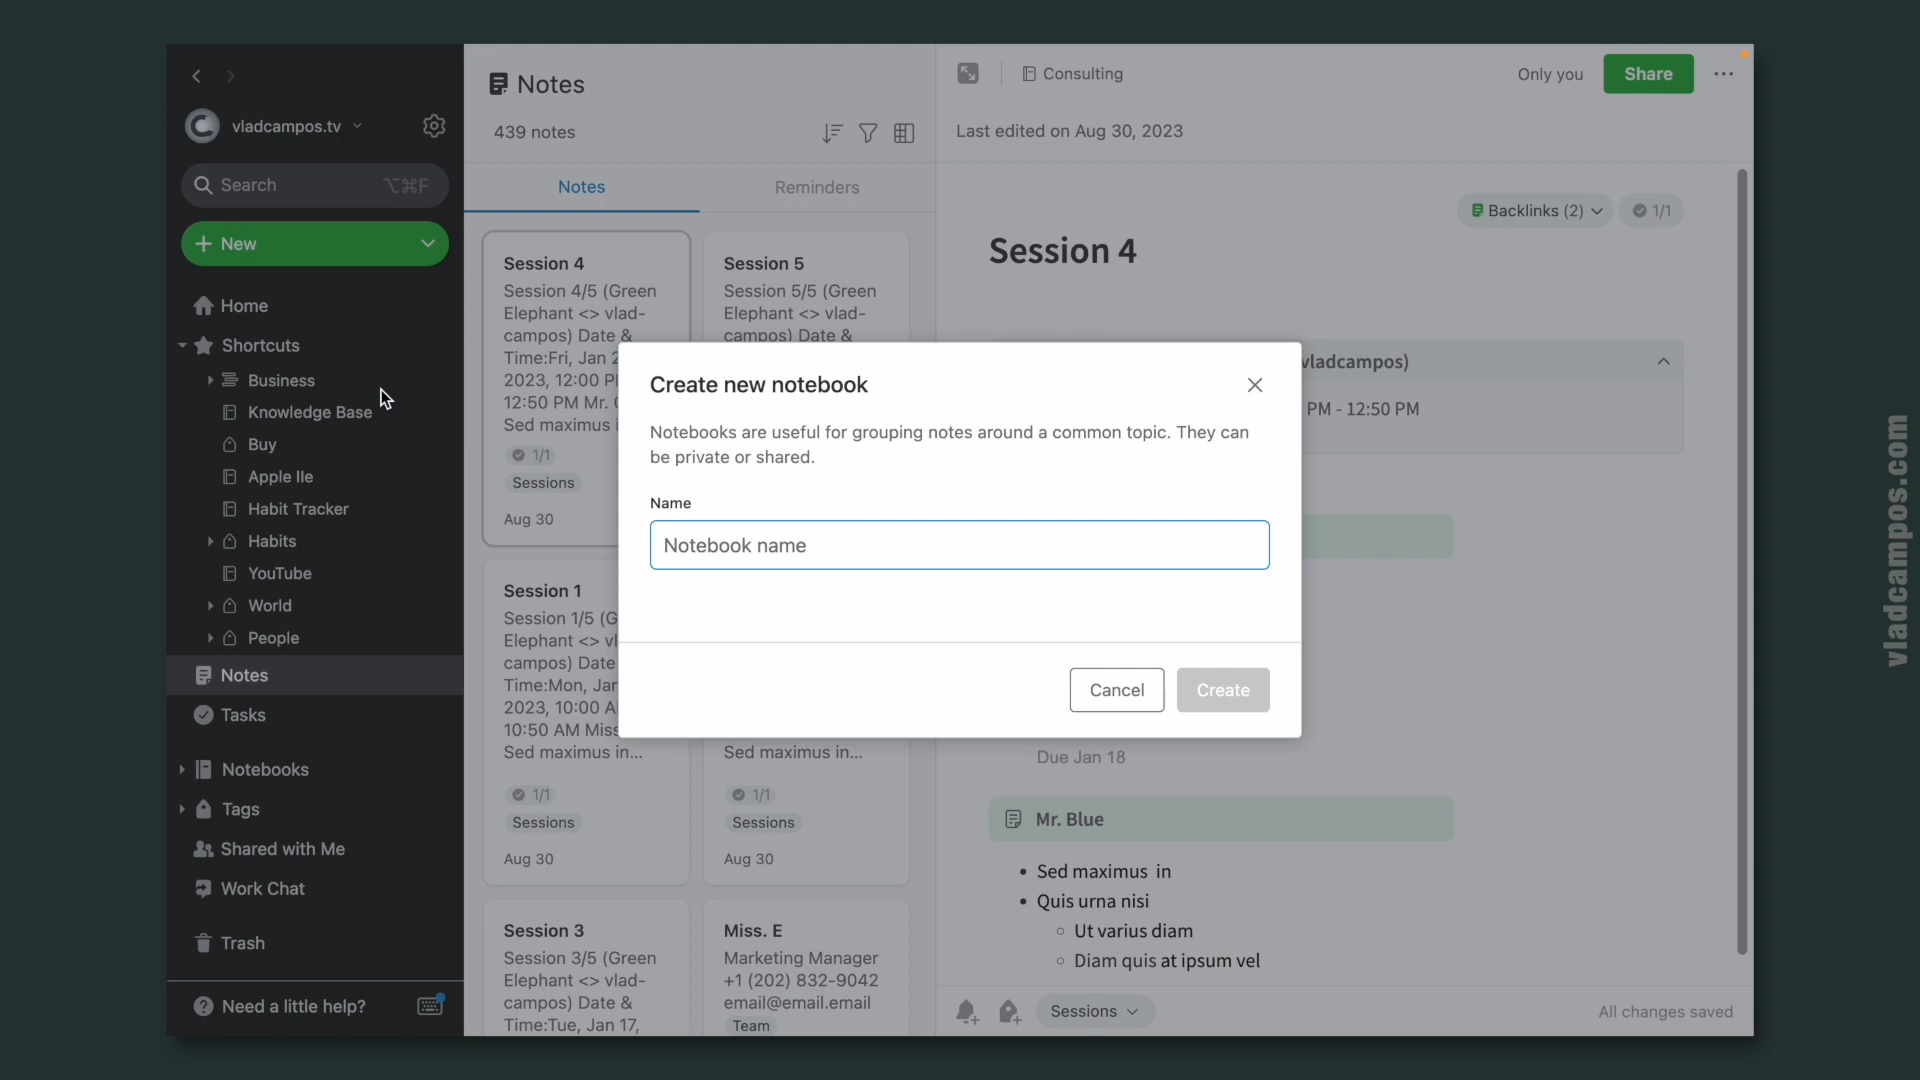 vladcampos.tv
Search ⌥⌘F
New
Home
Shortcuts
Business
Knowledge Base
Buy
Apple IIe
Habit Tracker
Habits
YouTube
World
People
Notes
Tasks
Notebooks
Tags
Shared with Me
Work Chat
Trash
Need a little help?
Notes
439 notes
Notes
Reminders
Session 4
Session 4/5 (Green
Elephant <> vlad-
campos) Date &
Time:Fri, Jan 2
2023, 12:00 P
12:50 PM Mr.
Sed maximus i
1/1
Sessions
Aug 30
Session 5
Session 5/5 (Green
Elephant <> vlad-
campos) Date &
Session 1
Session 1/5 (G
Elephant <> vl
campos) Date
Time:Mon, Jan
2023, 10:00 A
10:50 AM Miss
Sed maximus in...
1/1
Sessions
Aug 30
Sed maximus in...
1/1
Sessions
Aug 30
Session 3
Session 3/5 (Green
Elephant <> vlad-
campos) Date &
Time:Tue, Jan 17,
Miss. E
Marketing Manager
+1 (202) 832-9042
email@email.email
Team
Consulting
Only you
Share
Last edited on Aug 30, 2023
Backlinks (2)
1/1
Session 4
vladcampos)
PM - 12:50 PM
Create new notebook
Notebooks are useful for grouping notes around a common topic. They can
be private or shared.
Name
Notebook name
Cancel
Create
Due Jan 18
Mr. Blue
• Sed maximus in
• Quis urna nisi
◦ Ut varius diam
◦ Diam quis at ipsum vel
Sessions
All changes saved
vladcampos.com